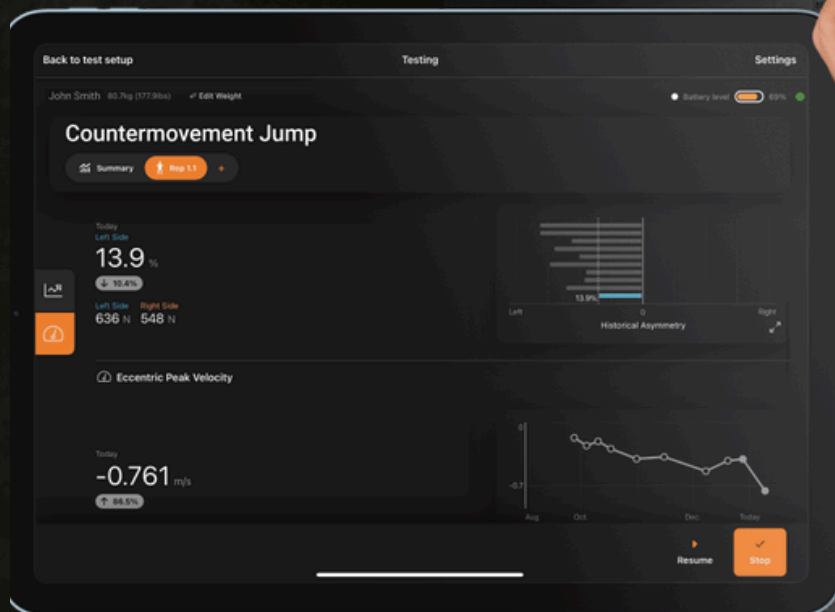 Back to test setup
Testing
Settings
John Smith 80.7kg (177.9lbs) Edit Weight
Battery level 69%
Countermovement Jump
Summary
Rep 1.1
+
Today
Left Side
13.9 %
↓ 10.4%
Left Side Right Side
636 N 548 N
13.9%
Left 0 Right
Historical Asymmetry
Eccentric Peak Velocity
Today
-0.761 m/s
↑ 86.5%
0
-0.7
Aug Oct Dec Today
Resume
Stop